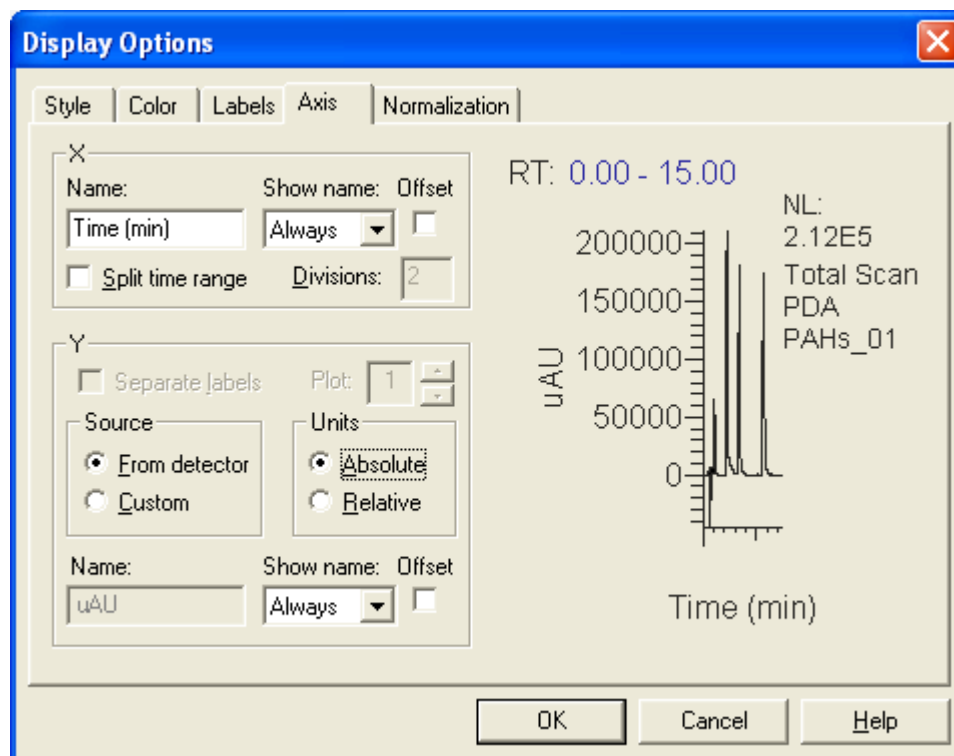 Display Options
Style Color Labels Axis Normalization
X
Name: Show name: Offset
Time (min) Always
Split time range Divisions: 2
Y
Separate labels Plot: 1
Source Units
From detector Absolute
Custom Relative
Name: Show name: Offset
uAU Always
RT: 0.00 - 15.00
NL:
2.12E5
Total Scan
PDA
PAHs_01
200000
150000
100000
50000
0
uAU
Time (min)
OK Cancel Help